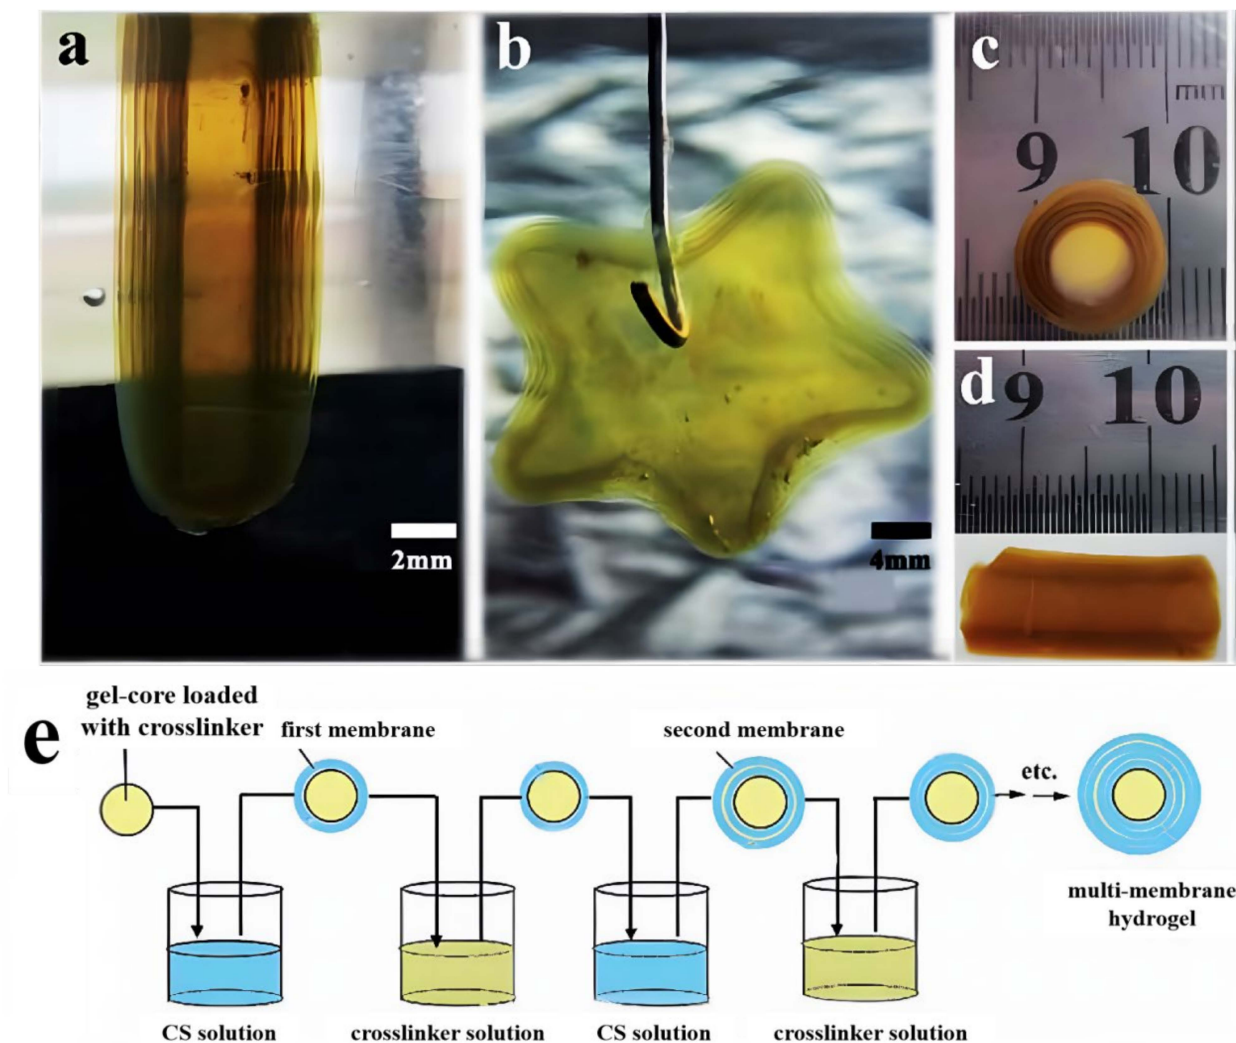 a
b
c
mm
9 10
2mm
4mm
d
9 10
e
gel-core loaded
with crosslinker
first membrane
second membrane
etc.
multi-membrane
hydrogel
CS solution
crosslinker solution
CS solution
crosslinker solution